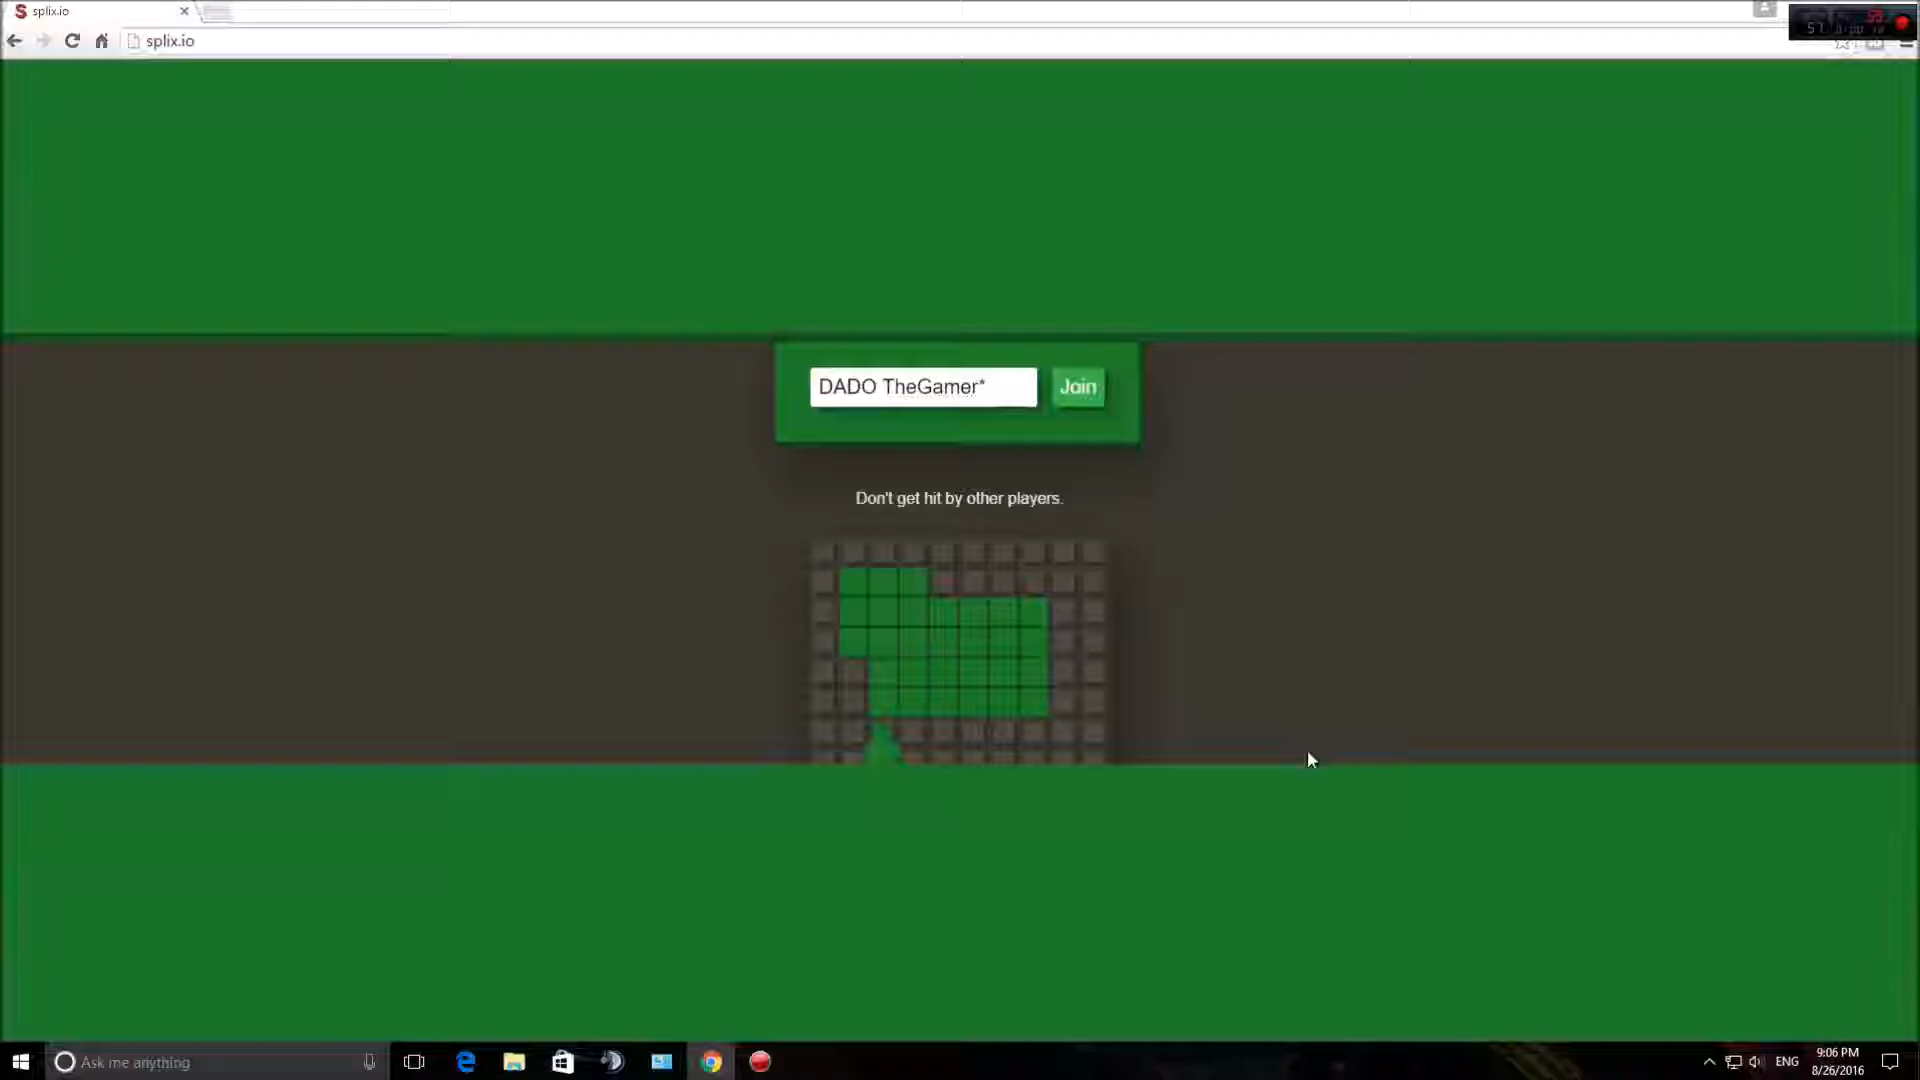 splix.io
splix.io
DADO TheGamer*
Join
Don't get hit by other players.
Ask me anything
ENG
9:06 PM
8/26/2016